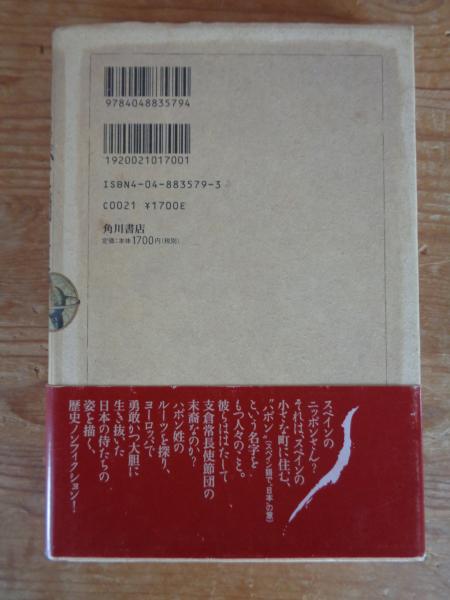 9784048835794
1920021017001
ISBN4-04-883579-3
C0021 ¥1700E
角川書店
定価:本体1700円(税別)
スペインの
ニッポンさん?
それは、スペインの
小さな町に住む、
“ハポン”(スペイン語で、“日本”の意)
という名字を
もつ人々のこと。
彼らははたして
支倉常長使節団の
末裔なのか?
ハポン姓の
ルーツを探り、
ヨーロッパで
勇敢かつ大胆に
生き抜いた
日本の侍たちの
姿を描く、
歴史ノンフィクション!